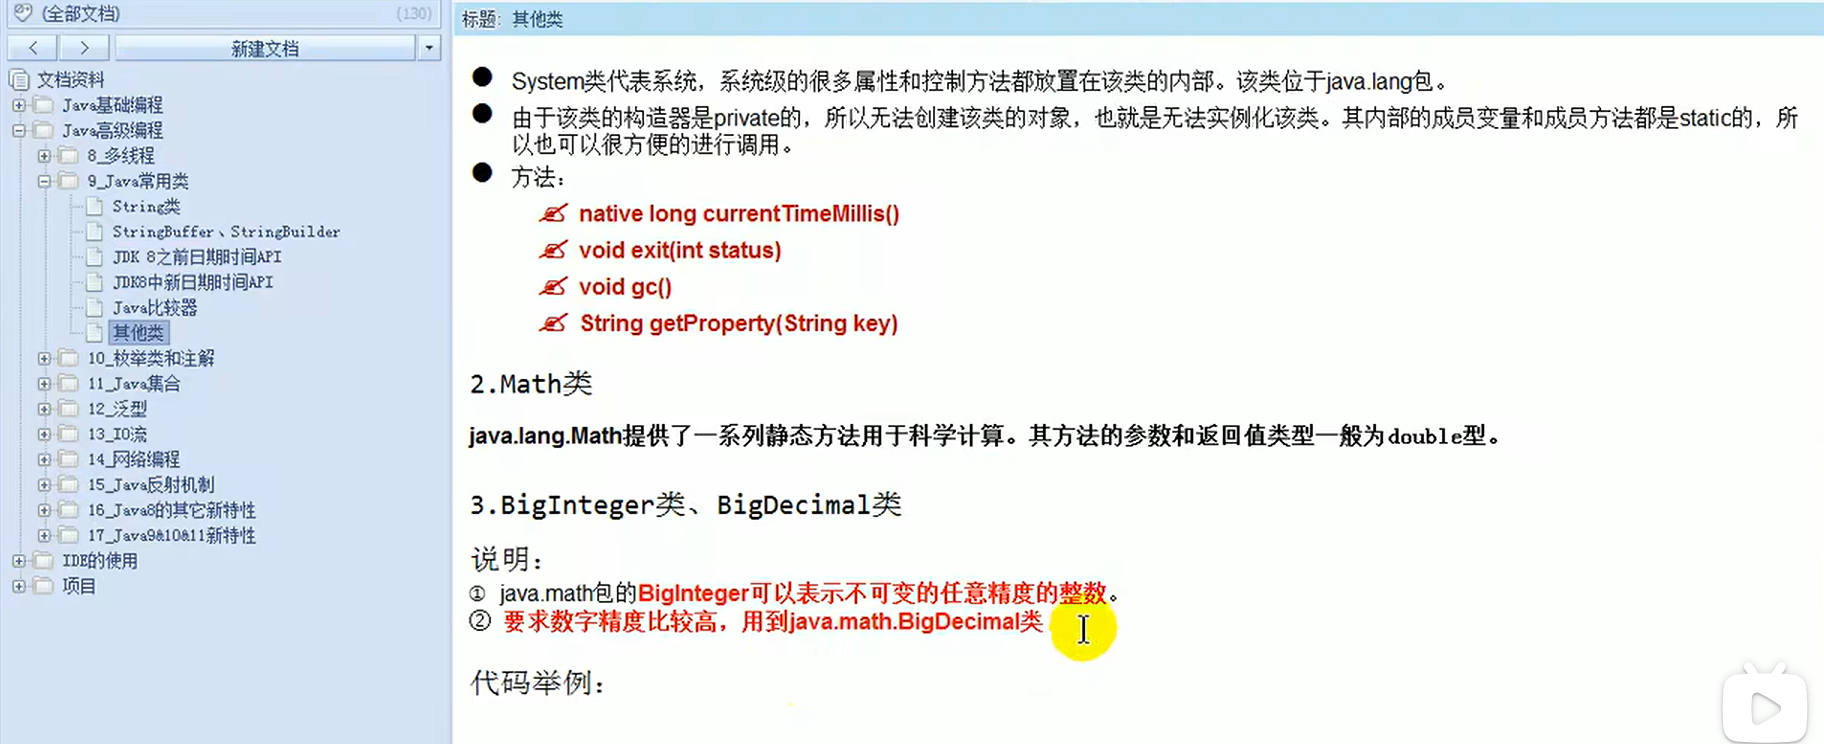 (全部文档) (130)
新建文档
文档资料
Java基础编程
Java高级编程
8_多线程
9_Java常用类
String类
StringBuffer、StringBuilder
JDK 8之前日期时间API
JDK8中新日期时间API
Java比较器
其他类
10_枚举类和注解
11_Java集合
12_泛型
13_IO流
14_网络编程
15_Java反射机制
16_Java8的其它新特性
17_Java9&10&11新特性
IDE的使用
项目
标题: 其他类
● System类代表系统，系统级的很多属性和控制方法都放置在该类的内部。该类位于java.lang包。
● 由于该类的构造器是private的，所以无法创建该类的对象，也就是无法实例化该类。其内部的成员变量和成员方法都是static的，所
以也可以很方便的进行调用。
● 方法：
native long currentTimeMillis()
void exit(int status)
void gc()
String getProperty(String key)
2.Math类
java.lang.Math提供了一系列静态方法用于科学计算。其方法的参数和返回值类型一般为double型。
3.BigInteger类、BigDecimal类
说明：
① java.math包的BigInteger可以表示不可变的任意精度的整数。
② 要求数字精度比较高，用到java.math.BigDecimal类
代码举例：